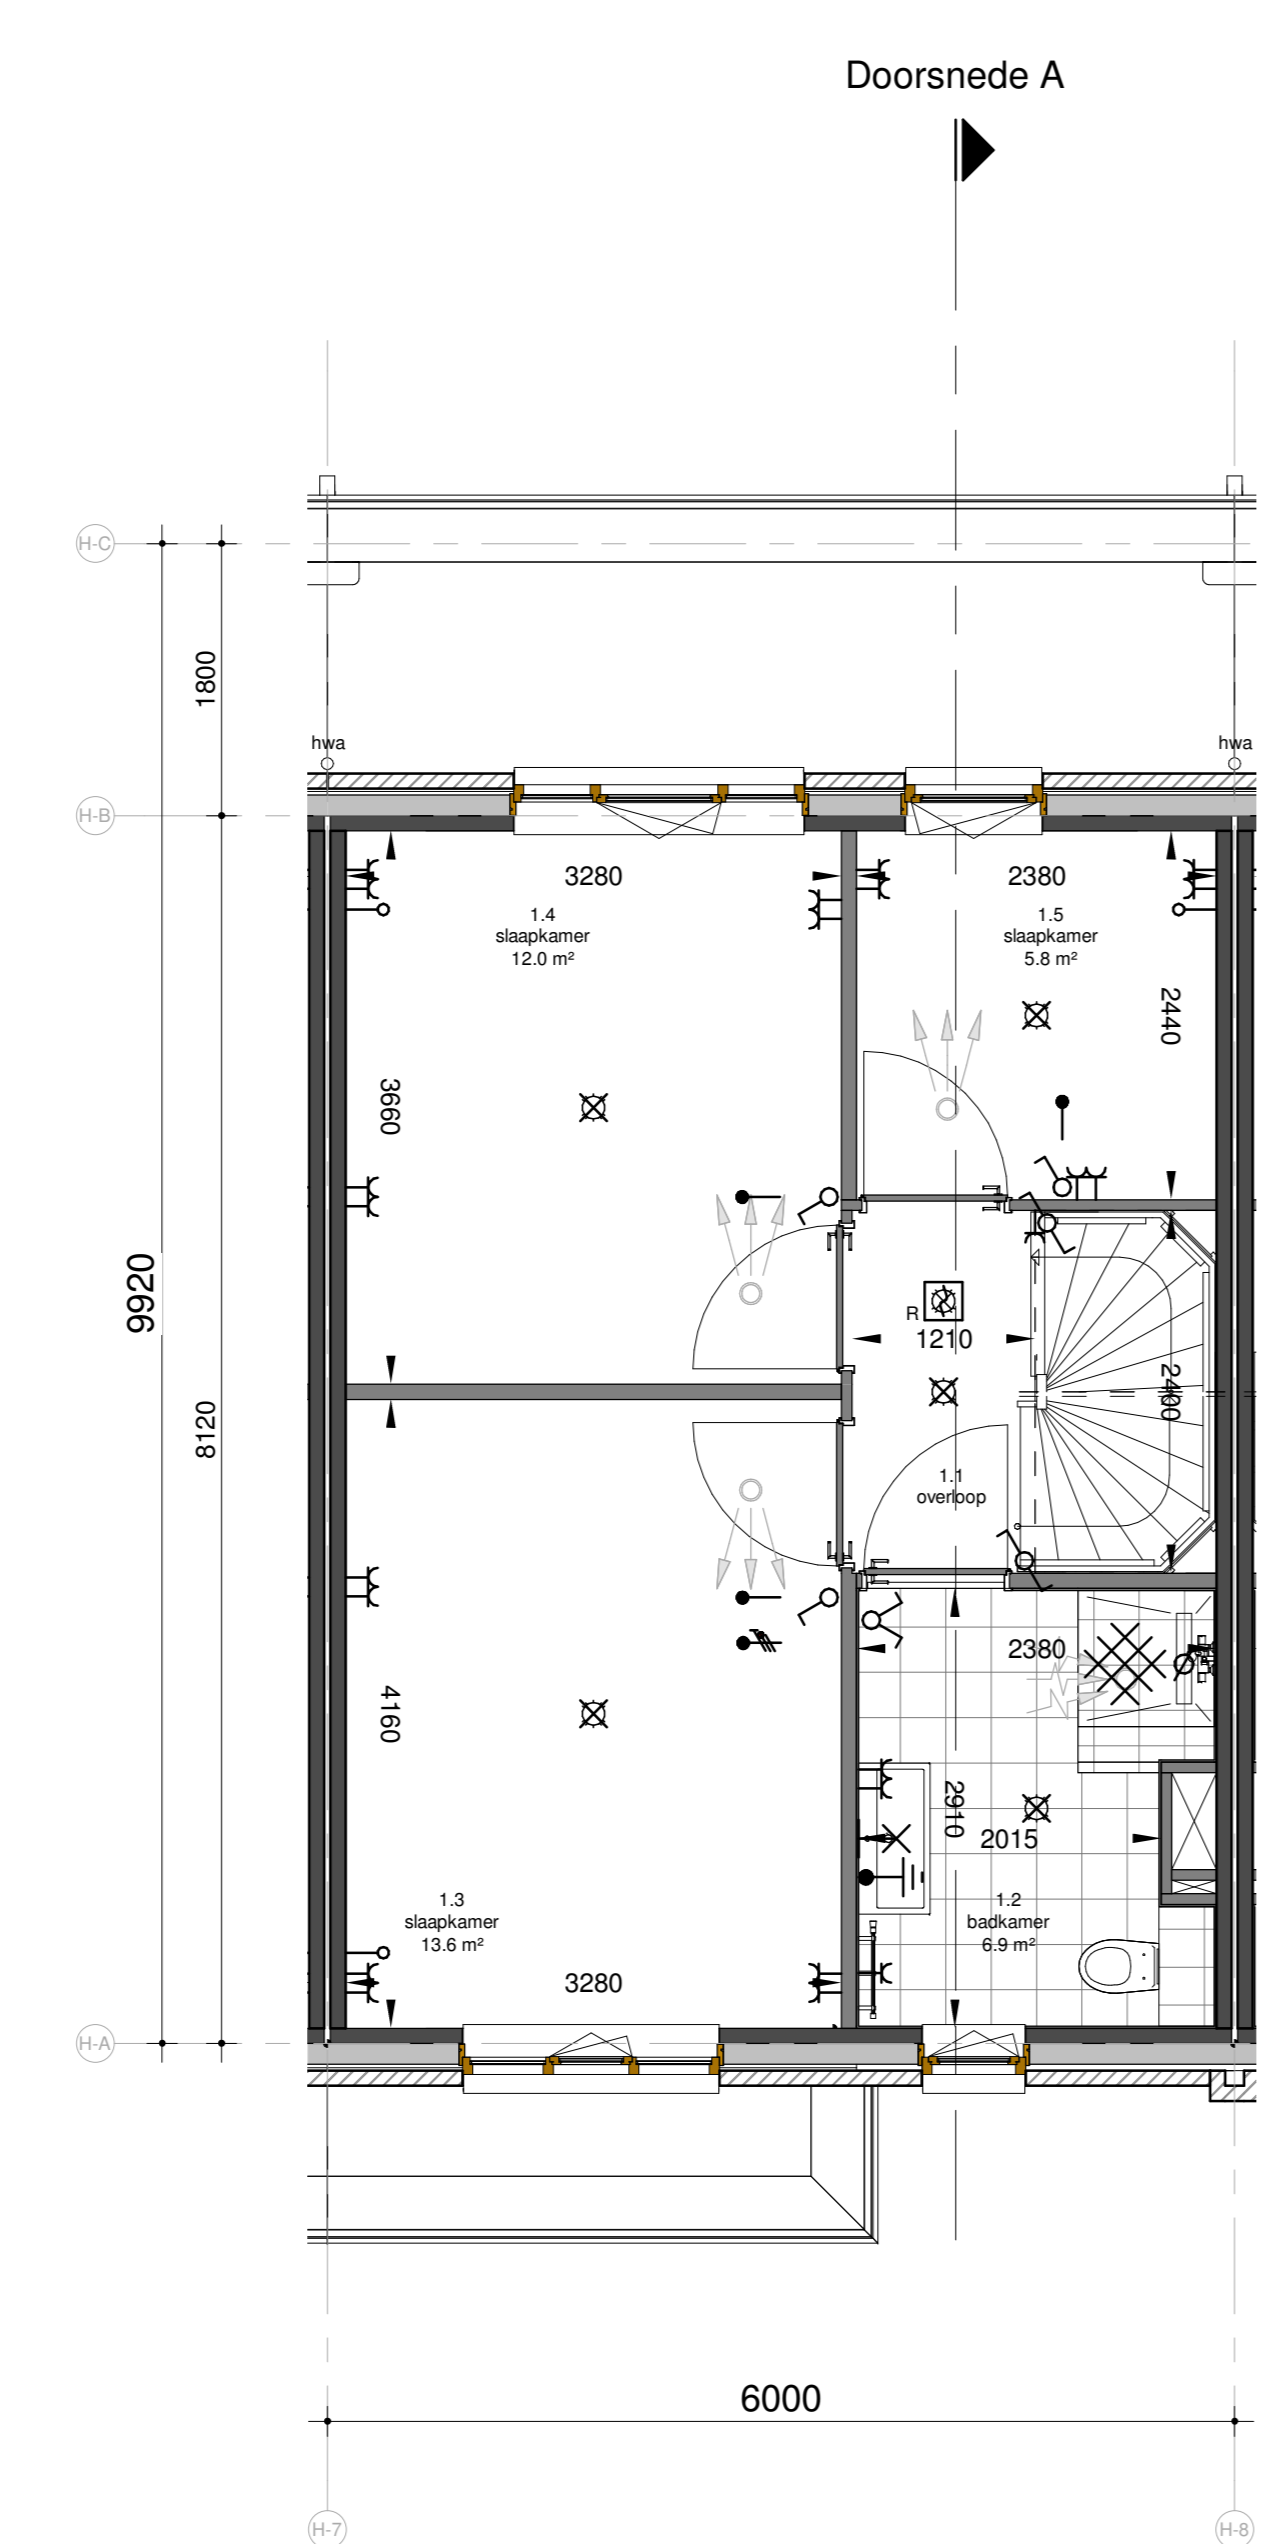 Doorsnede A
H-C
1800
hwa
hwa
H-B
3280
2380
1.4
slaapkamer
12.0 m²
1.5
slaapkamer
5.8 m²
2440
3660
9920
R
1210
2400
8120
1.1
overloop
2380
4160
2910
2015
1.3
slaapkamer
13.6 m²
1.2
badkamer
6.9 m²
3280
H-A
6000
H-7
H-8